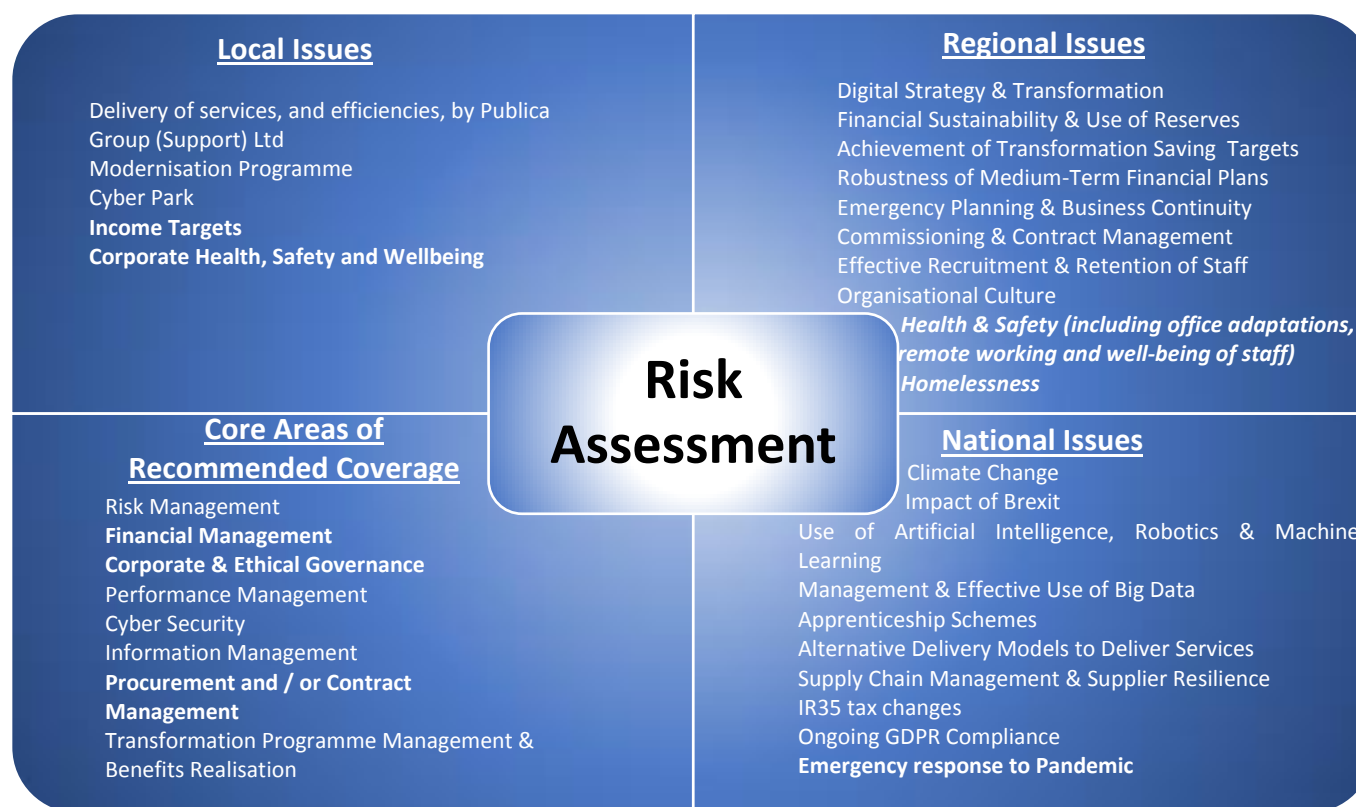 Local Issues
Delivery of services, and efficiencies, by Publica
Group (Support) Ltd
Modernisation Programme
Cyber Park
Income Targets
Corporate Health, Safety and Wellbeing
Regional Issues
Digital Strategy & Transformation
Financial Sustainability & Use of Reserves
Achievement of Transformation Saving Targets
Robustness of Medium-Term Financial Plans
Emergency Planning & Business Continuity
Commissioning & Contract Management
Effective Recruitment & Retention of Staff
Organisational Culture
Health & Safety (including office adaptations,
remote working and well-being of staff)
Homelessness
Risk
Assessment
Core Areas of
Recommended Coverage
Risk Management
Financial Management
Corporate & Ethical Governance
Performance Management
Cyber Security
Information Management
Procurement and / or Contract
Management
Transformation Programme Management &
Benefits Realisation
National Issues
Climate Change
Impact of Brexit
Use of Artificial Intelligence, Robotics & Machine
Learning
Management & Effective Use of Big Data
Apprenticeship Schemes
Alternative Delivery Models to Deliver Services
Supply Chain Management & Supplier Resilience
IR35 tax changes
Ongoing GDPR Compliance
Emergency response to Pandemic